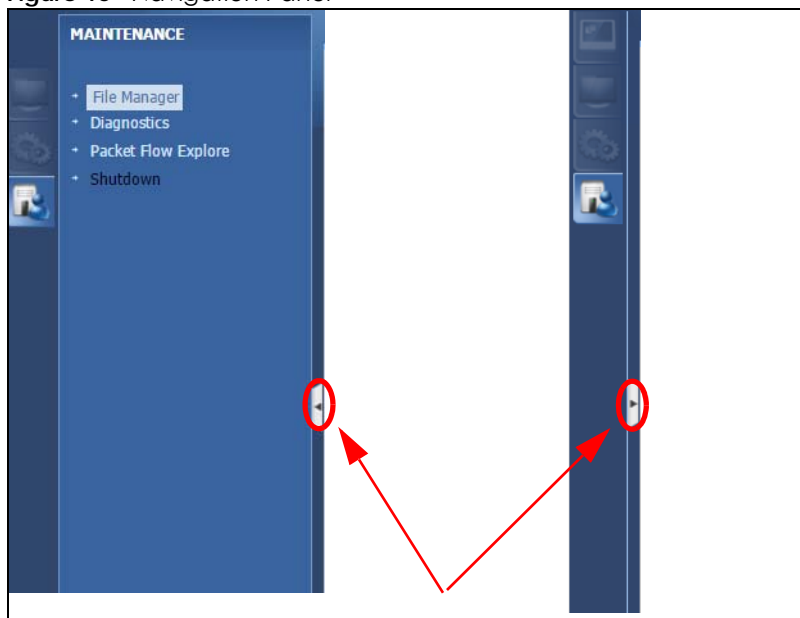 MAINTENANCE
File Manager
Diagnostics
Packet Flow Explore
Shutdown